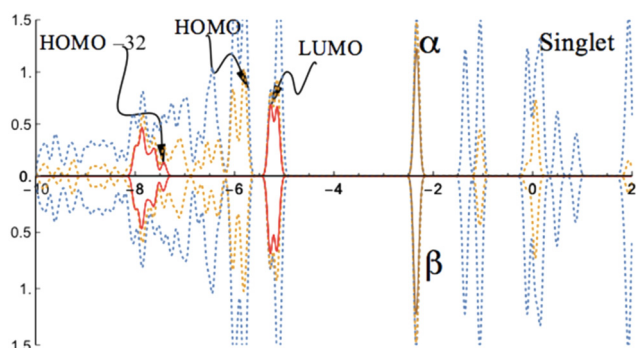 1.5
HOMO
HOMO –32
LUMO
α
Singlet
1.
0.5
0.
–10 –8 –6 –4 –2 0 2
0.5
β
1.
1.5